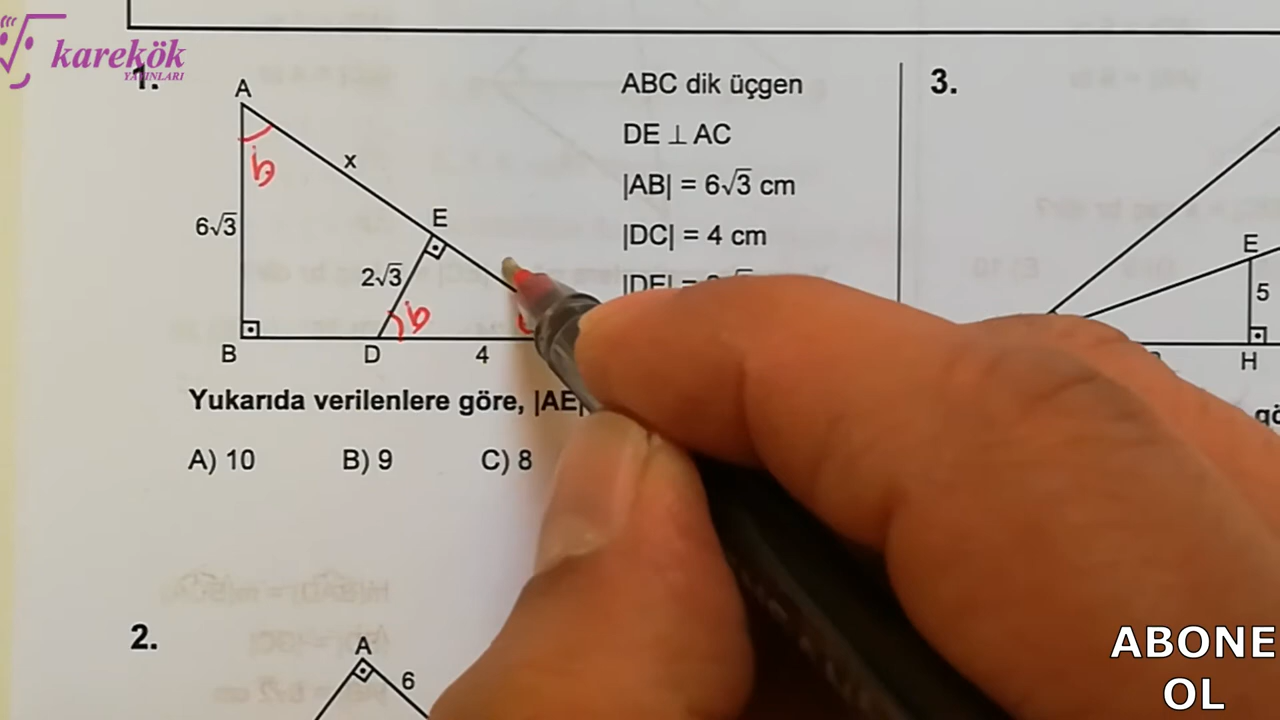 karekök
YAYINLARI
1.
A
x
b
E
6√3
2√3
b
B
D
4
ABC dik üçgen
DE ⊥ AC
|AB| = 6√3 cm
|DC| = 4 cm
|DE| =
Yukarıda verilenlere göre, |AE|
A) 10 B) 9 C) 8
2.
A
6
3.
E
5
H
ABONE
OL